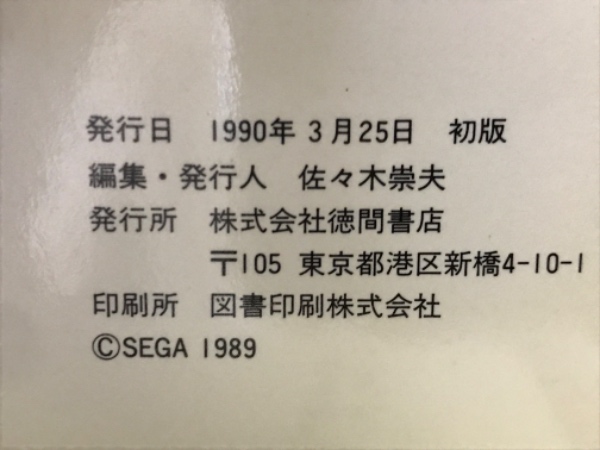 発行日　1990年 3月25日　初版
編集・発行人　佐々木崇夫
発行所　株式会社徳間書店
〒105 東京都港区新橋4-10-1
印刷所　図書印刷株式会社
©SEGA 1989